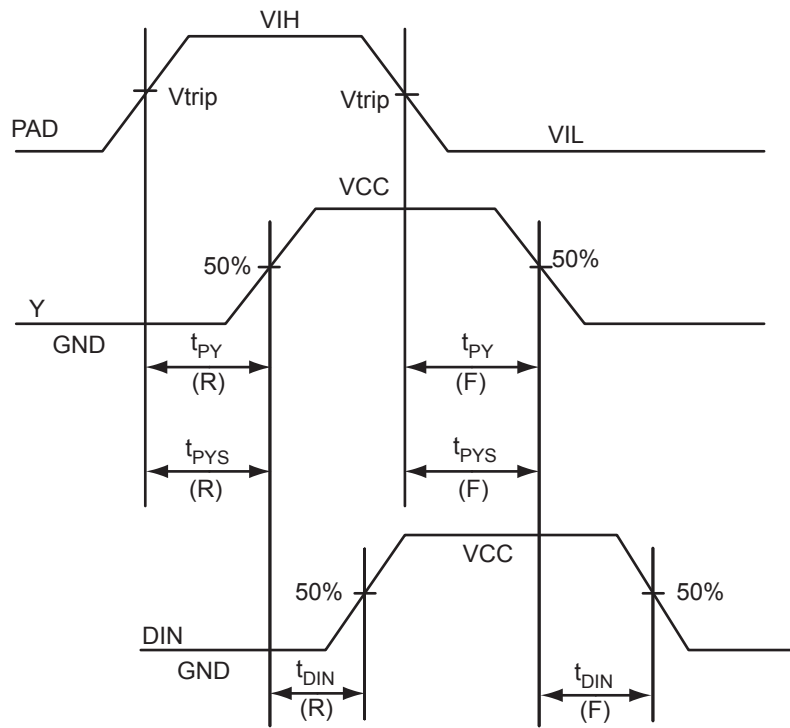 VIH
Vtrip
Vtrip
PAD
VIL
VCC
50%
50%
Y
GND
tPY
(R)
tPY
(F)
tPYS
(R)
tPYS
(F)
VCC
50%
50%
DIN
GND
tDIN
(R)
tDIN
(F)